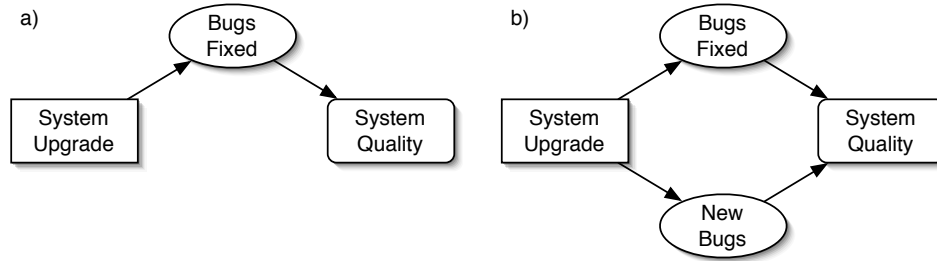 a)
Bugs
Fixed
System
Upgrade
System
Quality
b)
Bugs
Fixed
System
Upgrade
System
Quality
New
Bugs